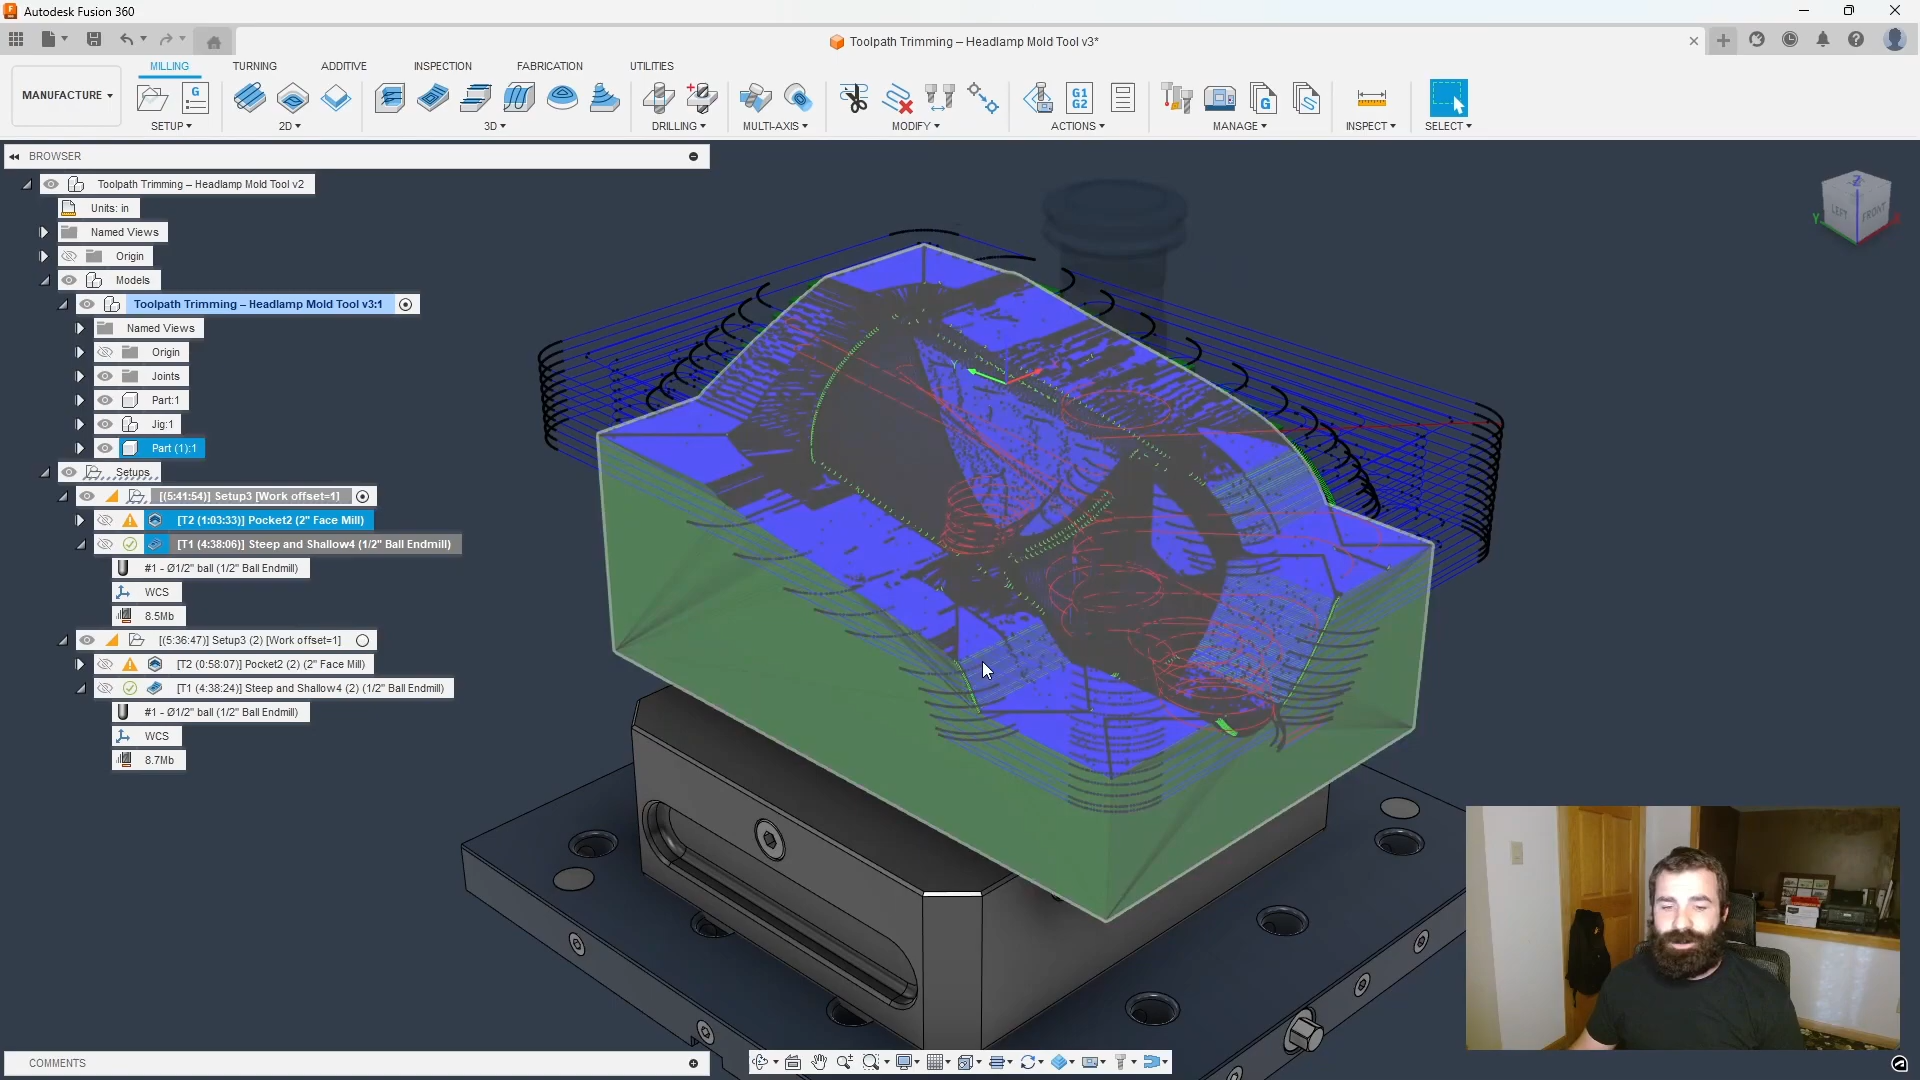 Autodesk Fusion 360
Toolpath Trimming – Headlamp Mold Tool v3*
MILLING TURNING ADDITIVE INSPECTION FABRICATION UTILITIES
MANUFACTURE
SETUP 2D 3D DRILLING MULTI-AXIS MODIFY ACTIONS MANAGE INSPECT SELECT
G
G1
G2
G
BROWSER
Toolpath Trimming – Headlamp Mold Tool v2
Units: in
Named Views
Origin
Models
Toolpath Trimming – Headlamp Mold Tool v3:1
Named Views
Origin
Joints
Part:1
Jig:1
Part (1):1
Setups
[(5:41:54)] Setup3 [Work offset=1]
[T2 (1:03:33)] Pocket2 (2" Face Mill)
[T1 (4:38:06)] Steep and Shallow4 (1/2" Ball Endmill)
#1 - Ø1/2" ball (1/2" Ball Endmill)
WCS
8.5Mb
[(5:36:47)] Setup3 (2) [Work offset=1]
[T2 (0:58:07)] Pocket2 (2) (2" Face Mill)
[T1 (4:38:24)] Steep and Shallow4 (2) (1/2" Ball Endmill)
#1 - Ø1/2" ball (1/2" Ball Endmill)
WCS
8.7Mb
Z
LEFT FRONT
Y
Y
COMMENTS